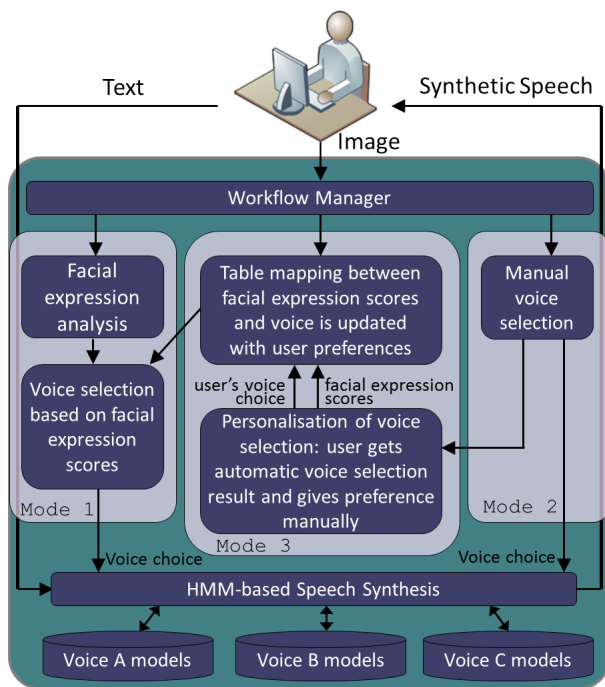 Text
Synthetic Speech
Image
Workflow Manager
Facial
expression
analysis
Table mapping between
facial expression scores
and voice is updated
with user preferences
Manual
voice
selection
Voice selection
based on facial
expression
scores
user's voice
choice
facial expression
scores
Personalisation of voice
selection: user gets
automatic voice selection
result and gives preference
manually
Mode 1
Mode 3
Mode 2
Voice choice
Voice choice
HMM-based Speech Synthesis
Voice A models
Voice B models
Voice C models